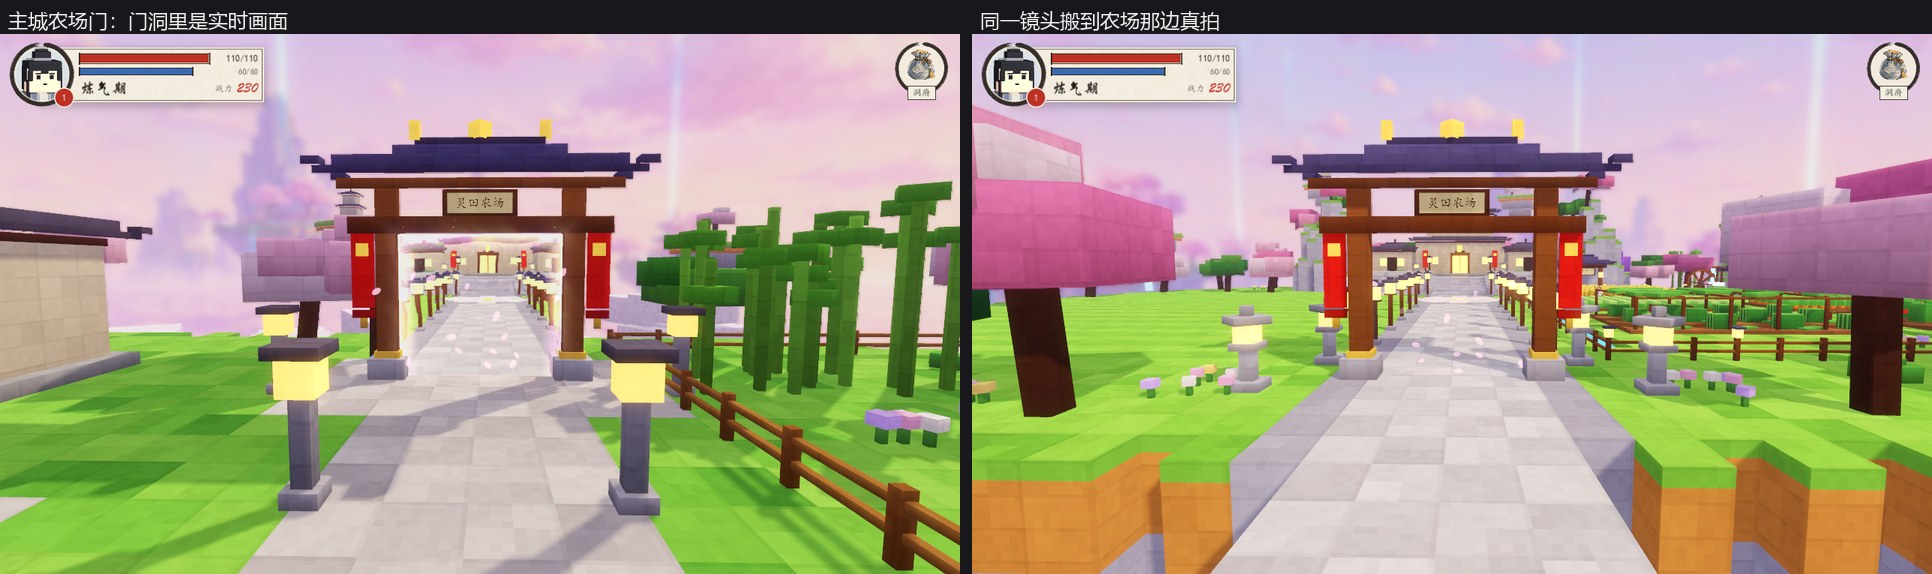 主城农场门：门洞里是实时画面
110/110
60/60
炼气期
战力 230
1
洞府
灵田农场
同一镜头搬到农场那边真拍
110/110
60/60
炼气期
战力 230
1
洞府
灵田农场